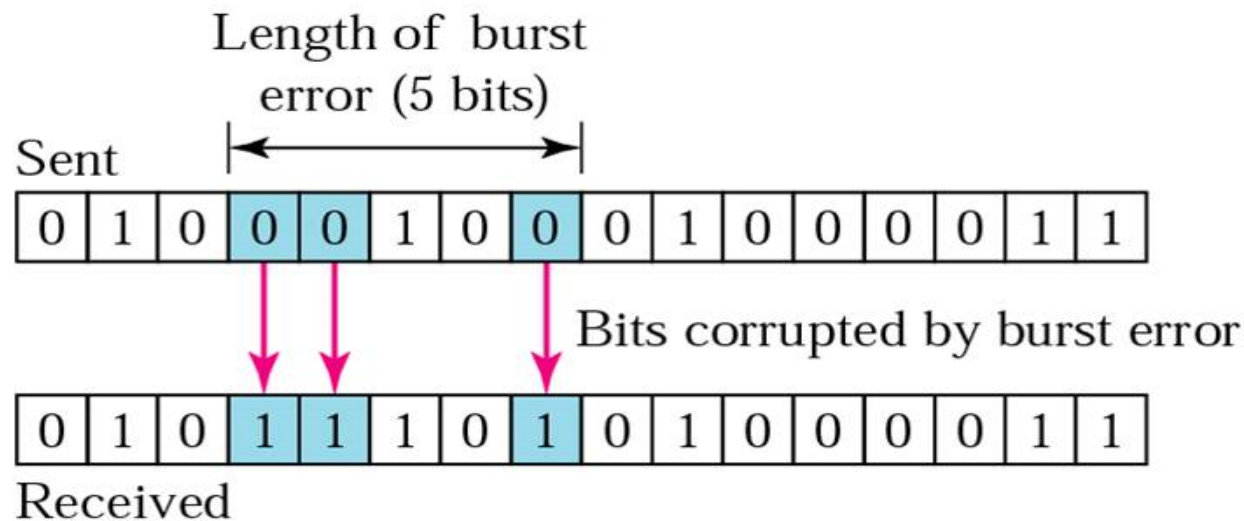 Length of burst
error (5 bits)
Sent
0 1 0 0 0 1 0 0 0 1 0 0 0 0 1 1
Bits corrupted by burst error
0 1 0 1 1 1 0 1 0 1 0 0 0 0 1 1
Received